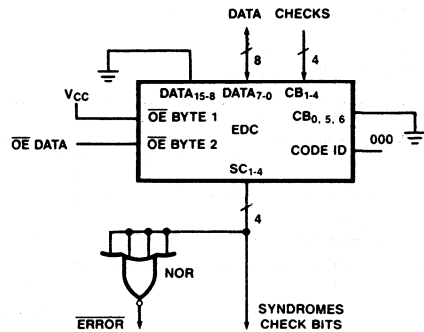 DATA CHECKS
8
4
DATA15-8 DATA7-0 CB1-4
VCC
OE BYTE 1
CB0, 5, 6
EDC
OE DATA
OE BYTE 2
CODE ID
000
SC1-4
4
NOR
ERROR
SYNDROMES
CHECK BITS